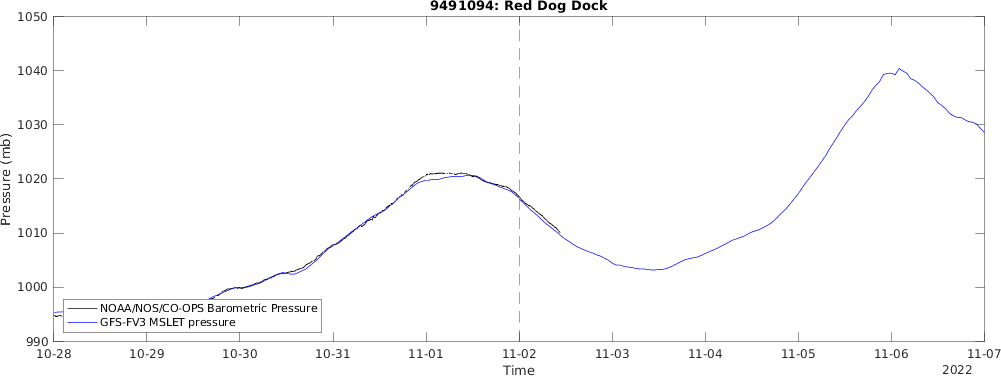 9491094: Red Dog Dock
Pressure (mb)
1050
1040
1030
1020
1010
1000
990
NOAA/NOS/CO-OPS Barometric Pressure
GFS-FV3 MSLET pressure
10-28 10-29 10-30 10-31 11-01 11-02 11-03 11-04 11-05 11-06 11-07
Time
2022